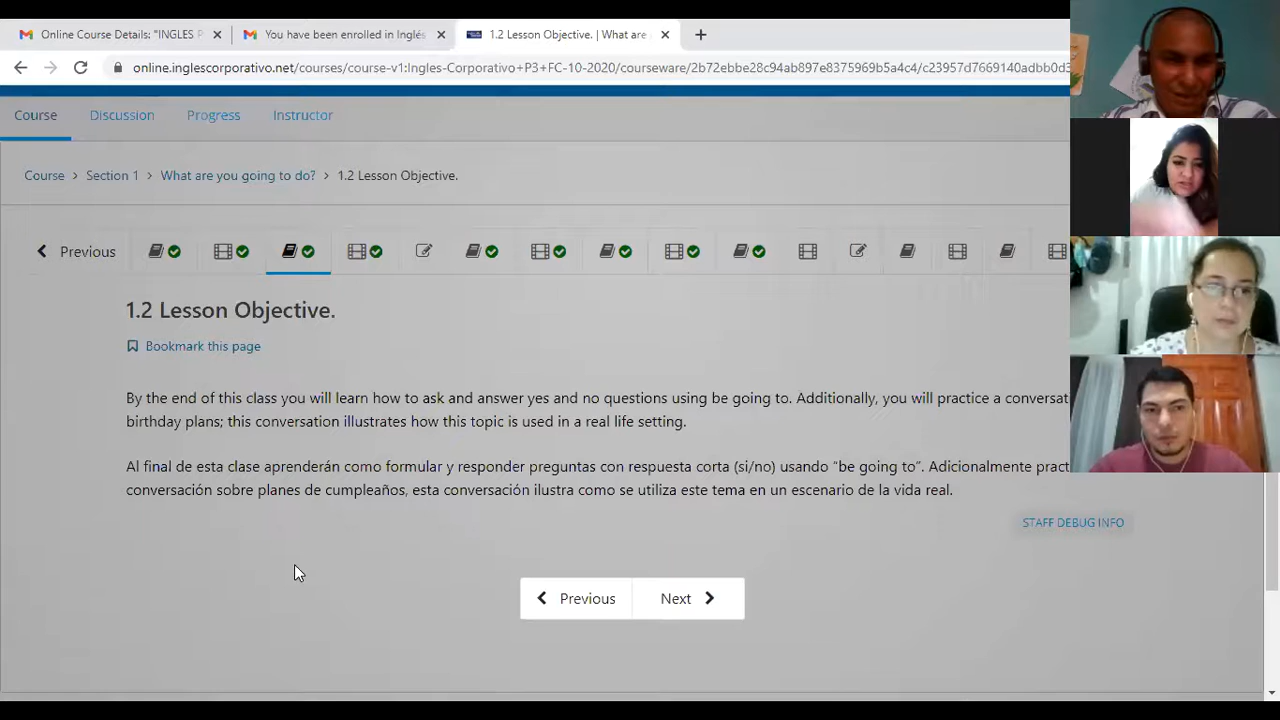 Online Course Details: "INGLES P
You have been enrolled in Inglés
1.2 Lesson Objective. | What are
online.inglescorporativo.net/courses/course-v1:Ingles-Corporativo+P3+FC-10-2020/courseware/2b72ebbe28c94ab897e8375969b5a4c4/c23957d7669140adbb0d3
Course Discussion Progress Instructor
Course > Section 1 > What are you going to do? > 1.2 Lesson Objective.
Previous
1.2 Lesson Objective.
Bookmark this page
By the end of this class you will learn how to ask and answer yes and no questions using be going to. Additionally, you will practice a conversat
birthday plans; this conversation illustrates how this topic is used in a real life setting.
Al final de esta clase aprenderán como formular y responder preguntas con respuesta corta (si/no) usando “be going to”. Adicionalmente pract
conversación sobre planes de cumpleaños, esta conversación ilustra como se utiliza este tema en un escenario de la vida real.
STAFF DEBUG INFO
Previous Next